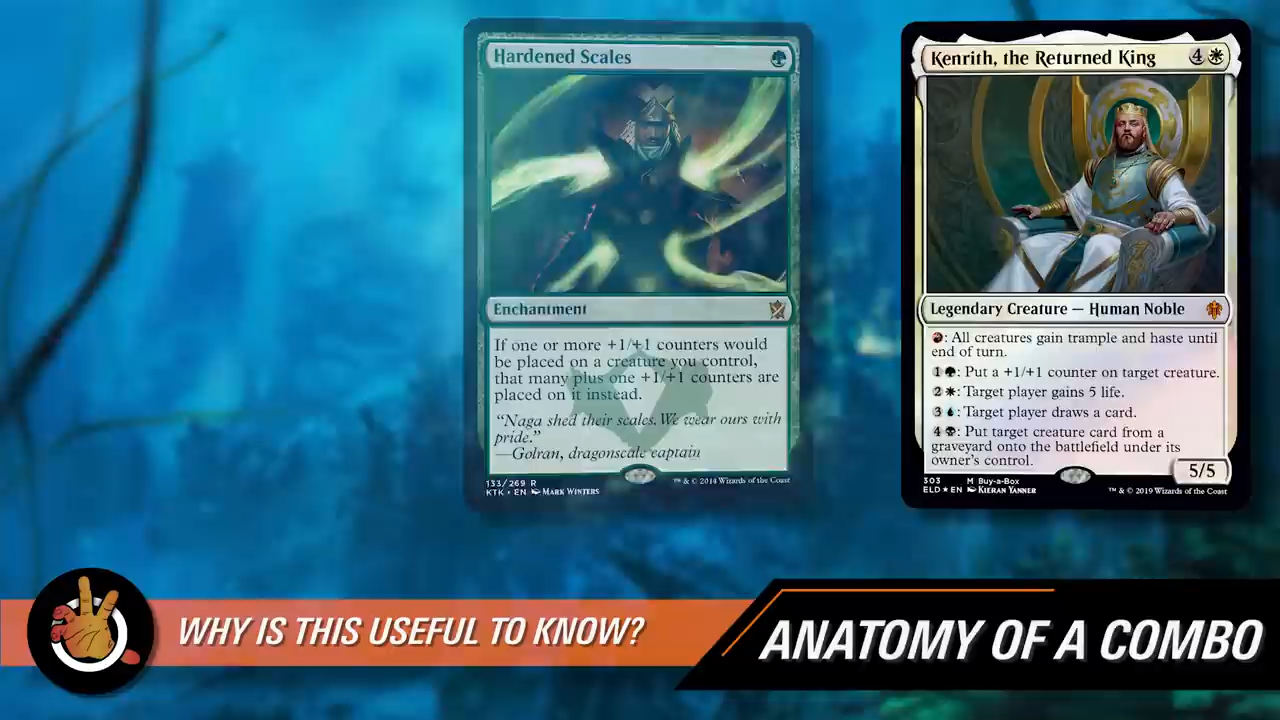 Hardened Scales
Enchantment
If one or more +1/+1 counters would
be placed on a creature you control,
that many plus one +1/+1 counters are
placed on it instead.
"Naga shed their scales. We wear ours with
pride."
—Golran, dragonscale captain
133/269 R
KTK • EN MARK WINTERS
™ & © 2014 Wizards of the Coast
Kenrith, the Returned King 4
Legendary Creature — Human Noble
: All creatures gain trample and haste until
end of turn.
1 : Put a +1/+1 counter on target creature.
2 : Target player gains 5 life.
3 : Target player draws a card.
4 : Put target creature card from a
graveyard onto the battlefield under its
owner's control.
5/5
303 M Buy-a-Box
ELD ★ EN KIERAN YANNER
™ & © 2019 Wizards of the Coast
WHY IS THIS USEFUL TO KNOW?
ANATOMY OF A COMBO